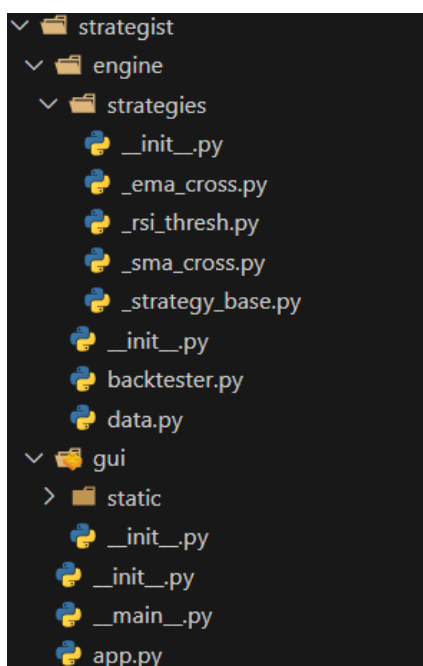 strategist
engine
strategies
__init__.py
_ema_cross.py
_rsi_thresh.py
_sma_cross.py
_strategy_base.py
__init__.py
backtester.py
data.py
gui
static
__init__.py
__init__.py
__main__.py
app.py